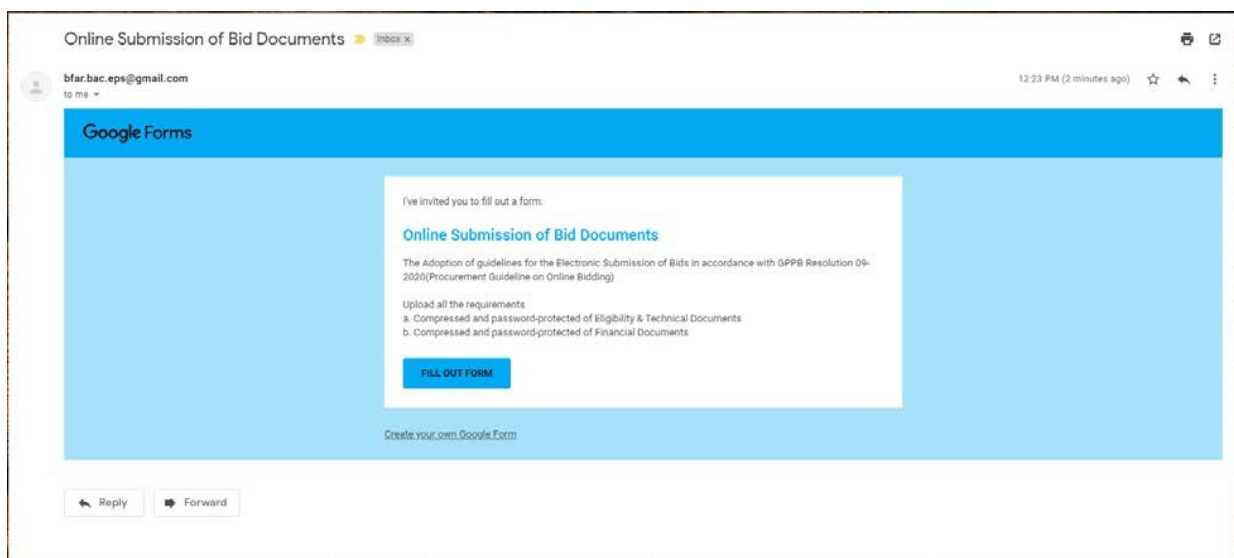 Online Submission of Bid Documents
Inbox x
bfar.bac.eps@gmail.com
12:23 PM (2 minutes ago)
to me
Google Forms
I've invited you to fill out a form:
Online Submission of Bid Documents
The Adoption of guidelines for the Electronic Submission of Bids in accordance with GPPB Resolution 09-
2020(Procurement Guideline on Online Bidding)
Upload all the requirements
a. Compressed and password-protected of Eligibility & Technical Documents
b. Compressed and password-protected of Financial Documents
FILL OUT FORM
Create your own Google Form
Reply
Forward